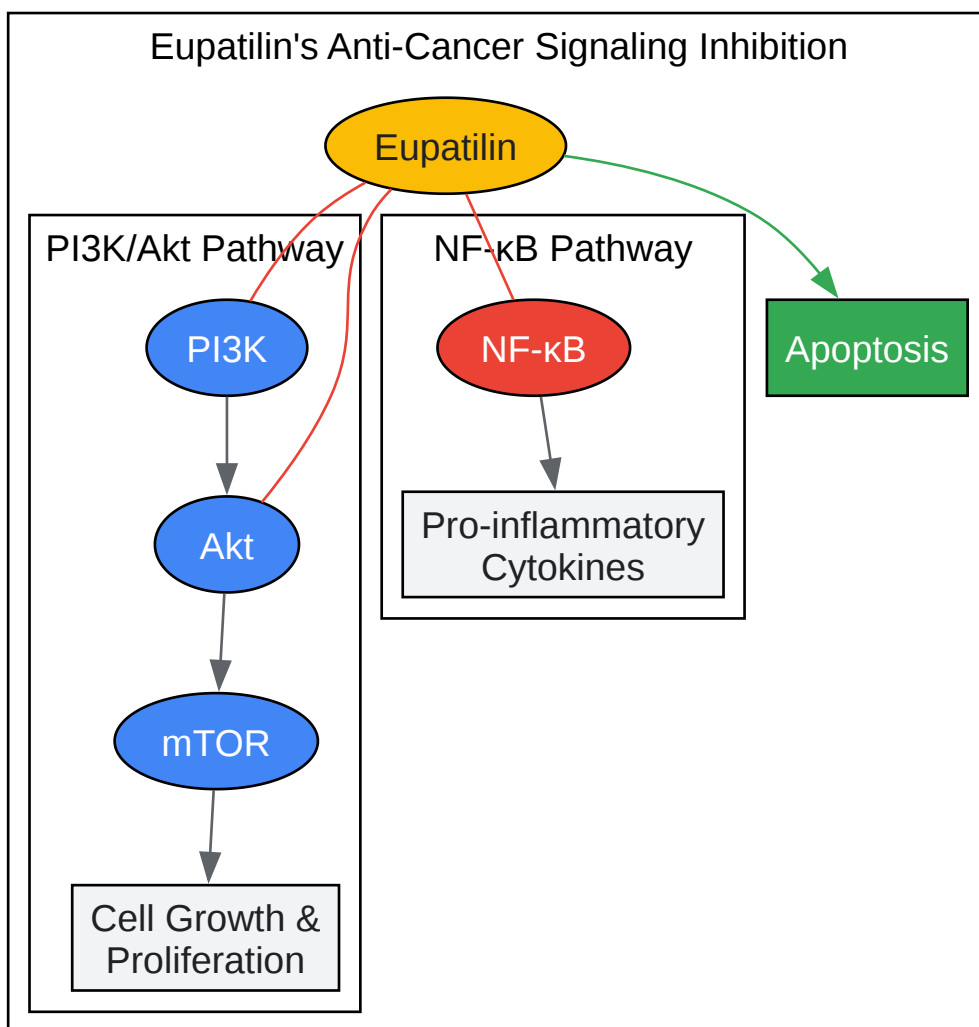 Eupatilin's Anti-Cancer Signaling Inhibition
Eupatilin
PI3K/Akt Pathway
PI3K
Akt
mTOR
Cell Growth &
Proliferation
NF-κB Pathway
NF-κB
Pro-inflammatory
Cytokines
Apoptosis